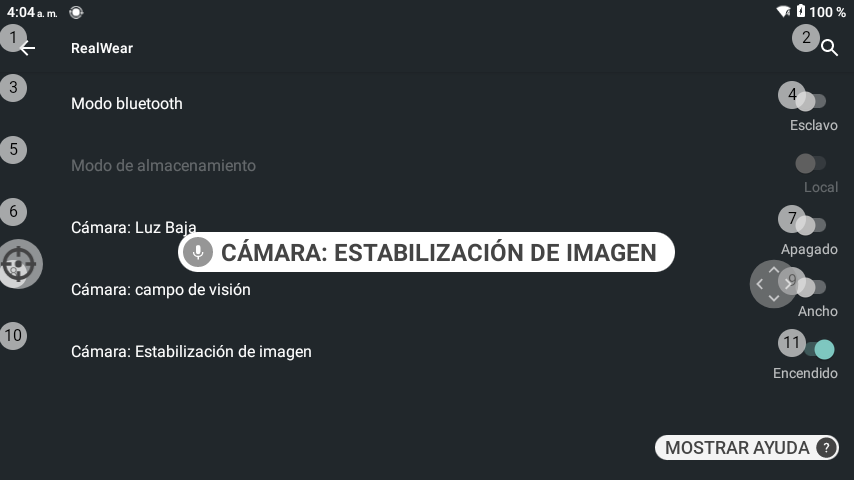 4:04 a. m.
100 %
1
RealWear
2
3
Modo bluetooth
4
Esclavo
5
Modo de almacenamiento
Local
6
Cámara: Luz Baja
7
Apagado
CÁMARA: ESTABILIZACIÓN DE IMAGEN
Cámara: campo de visión
9
Ancho
10
Cámara: Estabilización de imagen
11
Encendido
MOSTRAR AYUDA ?